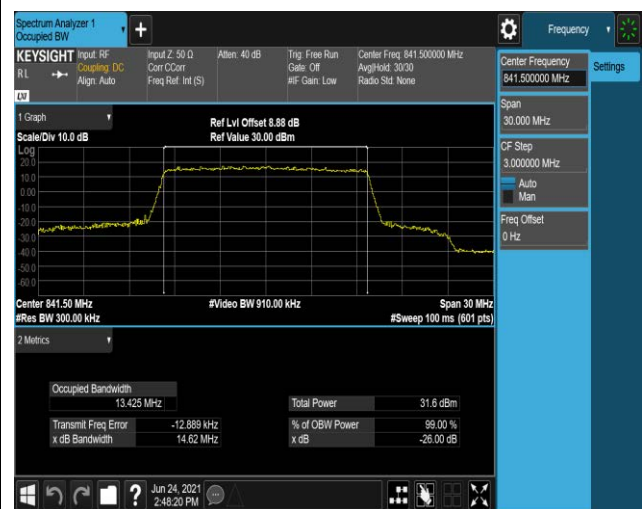 Spectrum Analyzer 1
Occupied BW
Frequency
KEYSIGHT
RL
LXI
Input: RF
Coupling: DC
Align: Auto
Input Z: 50 Ω
Corr CCorr
Freq Ref: Int (S)
Atten: 40 dB
Trig: Free Run
Gate: Off
#IF Gain: Low
Center Freq: 841.500000 MHz
Avg|Hold: 30/30
Radio Std: None
Center Frequency
841.500000 MHz
Settings
Span
30.000 MHz
CF Step
3.000000 MHz
Auto
Man
Freq Offset
0 Hz
1 Graph
Scale/Div 10.0 dB
Ref Lvl Offset 8.88 dB
Ref Value 30.00 dBm
Log
20.0
10.0
0.00
-10.0
-20.0
-30.0
-40.0
-50.0
-60.0
Center 841.50 MHz
#Res BW 300.00 kHz
#Video BW 910.00 kHz
Span 30 MHz
#Sweep 100 ms (601 pts)
2 Metrics
Occupied Bandwidth
13.425 MHz
Total Power 31.6 dBm
Transmit Freq Error -12.889 kHz
x dB Bandwidth 14.62 MHz
% of OBW Power 99.00 %
x dB -26.00 dB
Jun 24, 2021
2:48:20 PM